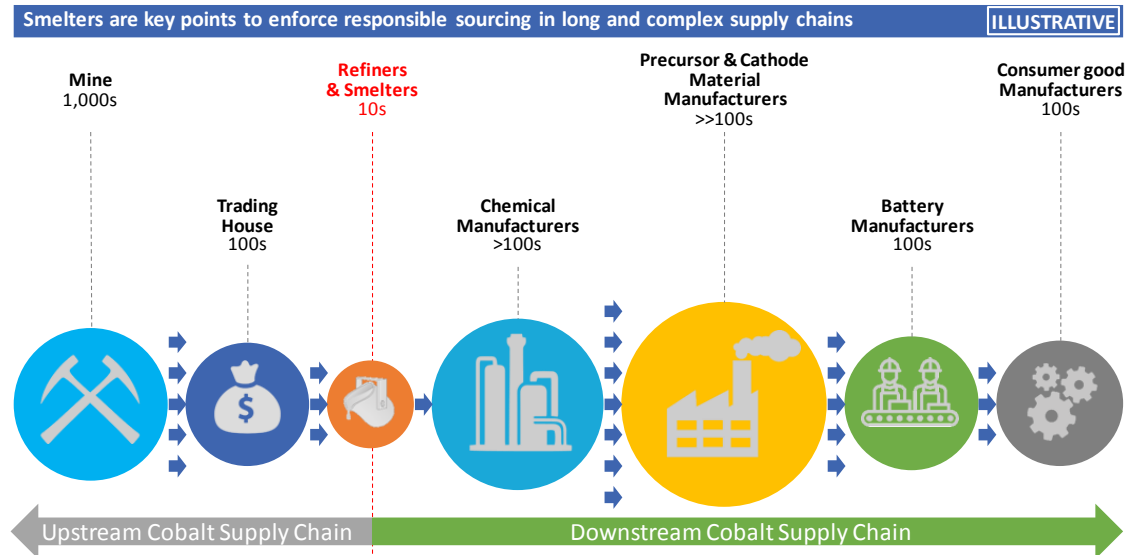 Smelters are key points to enforce responsible sourcing in long and complex supply chains
ILLUSTRATIVE
Mine
1,000s
Refiners
& Smelters
10s
Precursor & Cathode
Material
Manufacturers
>>100s
Consumer good
Manufacturers
100s
Trading
House
100s
Chemical
Manufacturers
>100s
Battery
Manufacturers
100s
$
Upstream Cobalt Supply Chain
Downstream Cobalt Supply Chain